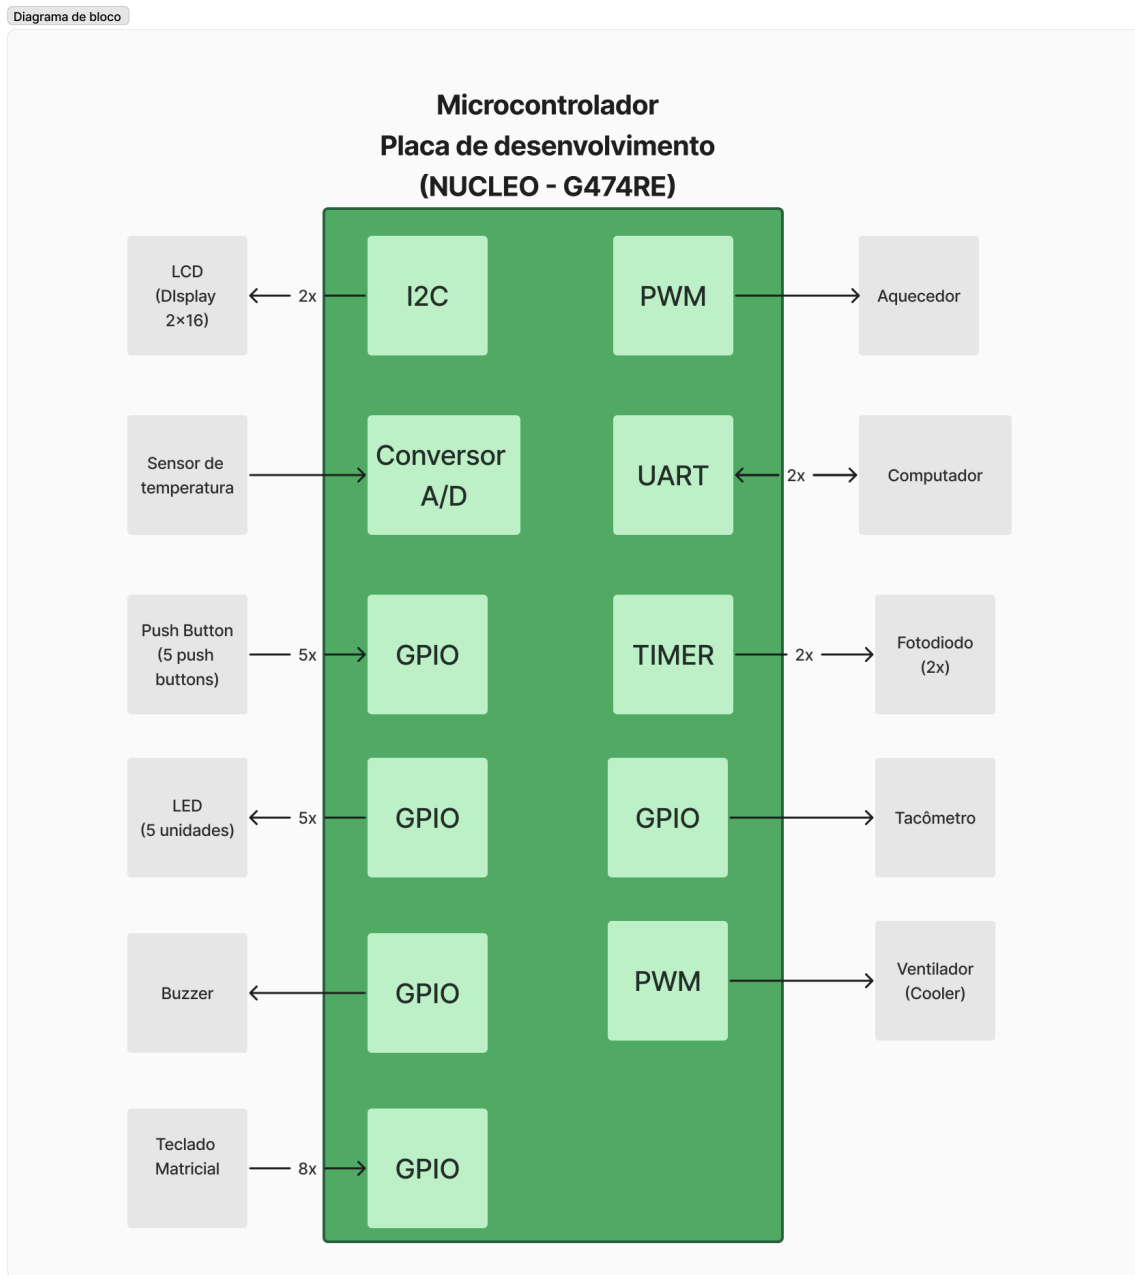 Diagrama de bloco
Microcontrolador
Placa de desenvolvimento
(NUCLEO - G474RE)
LCD
(DIsplay
2x16)
2x
I2C
PWM
Aquecedor
Sensor de
temperatura
Conversor
A/D
UART
2x
Computador
Push Button
(5 push
buttons)
5x
GPIO
TIMER
2x
Fotodiodo
(2x)
LED
(5 unidades)
5x
GPIO
GPIO
Tacômetro
Buzzer
GPIO
PWM
Ventilador
(Cooler)
Teclado
Matricial
8x
GPIO